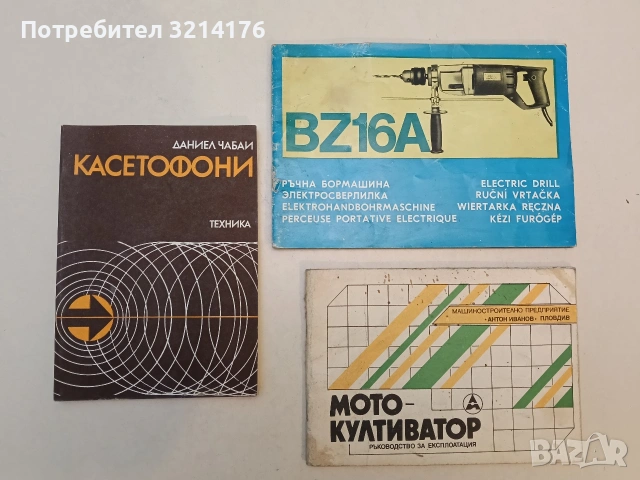 Потребител 3214176
ДАНИЕЛ ЧАБАИ
КАСЕТОФОНИ
ТЕХНИКА
BZ16A
РЪЧНА БОРМАШИНА
ЭЛЕКТРОСВЕРЛИЛКА
ELEKTROHANDBOHRMASCHINE
PERCEUSE PORTATIVE ELECTRIQUE
ELECTRIC DRILL
RUČNÍ VRTAČKA
WIERTARKA RĘCZNA
KÉZI FURÓGÉP
МАШИНОСТРОИТЕЛНО ПРЕДПРИЯТИЕ
"АНТОН ИВАНОВ" ПЛОВДИВ
МОТО-
КУЛТИВАТОР
РЪКОВОДСТВО ЗА ЕКСПЛОАТАЦИЯ
BAZAR